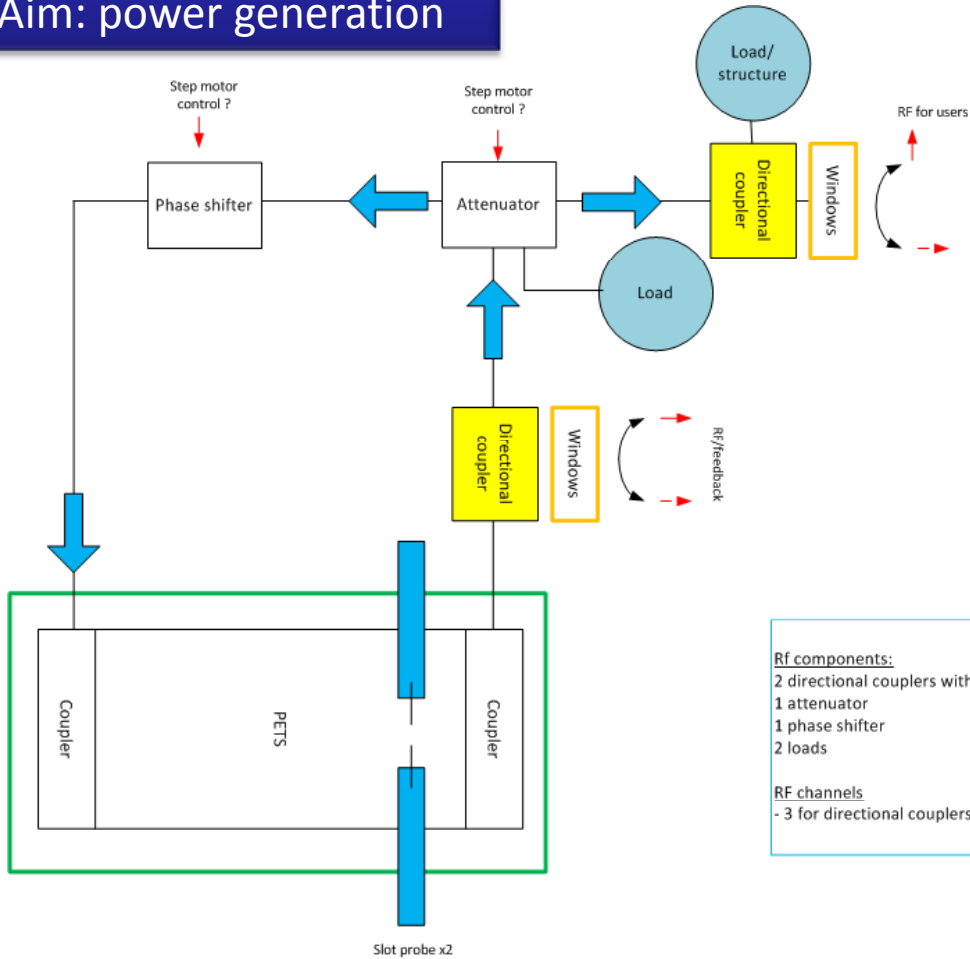 Aim: power generation
Load/
structure
Step motor
control ?
Step motor
control ?
RF for users
Phase shifter
Attenuator
Directional
coupler
Windows
Load
Directional
coupler
Windows
RF/feedback
Coupler
PETS
Coupler
Rf components:
2 directional couplers with
1 attenuator
1 phase shifter
2 loads
RF channels
- 3 for directional couplers
Slot probe x2